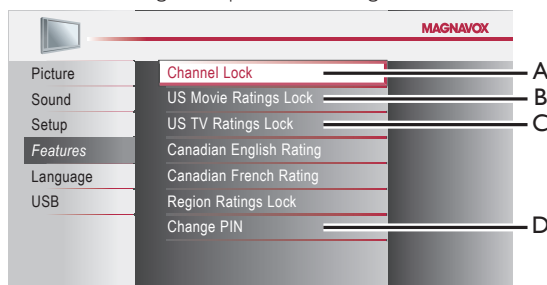 MAGNAVOX
Picture
Sound
Setup
Features
Language
USB
Channel Lock
US Movie Ratings Lock
US TV Ratings Lock
Canadian English Rating
Canadian French Rating
Region Ratings Lock
Change PIN
A
B
C
D